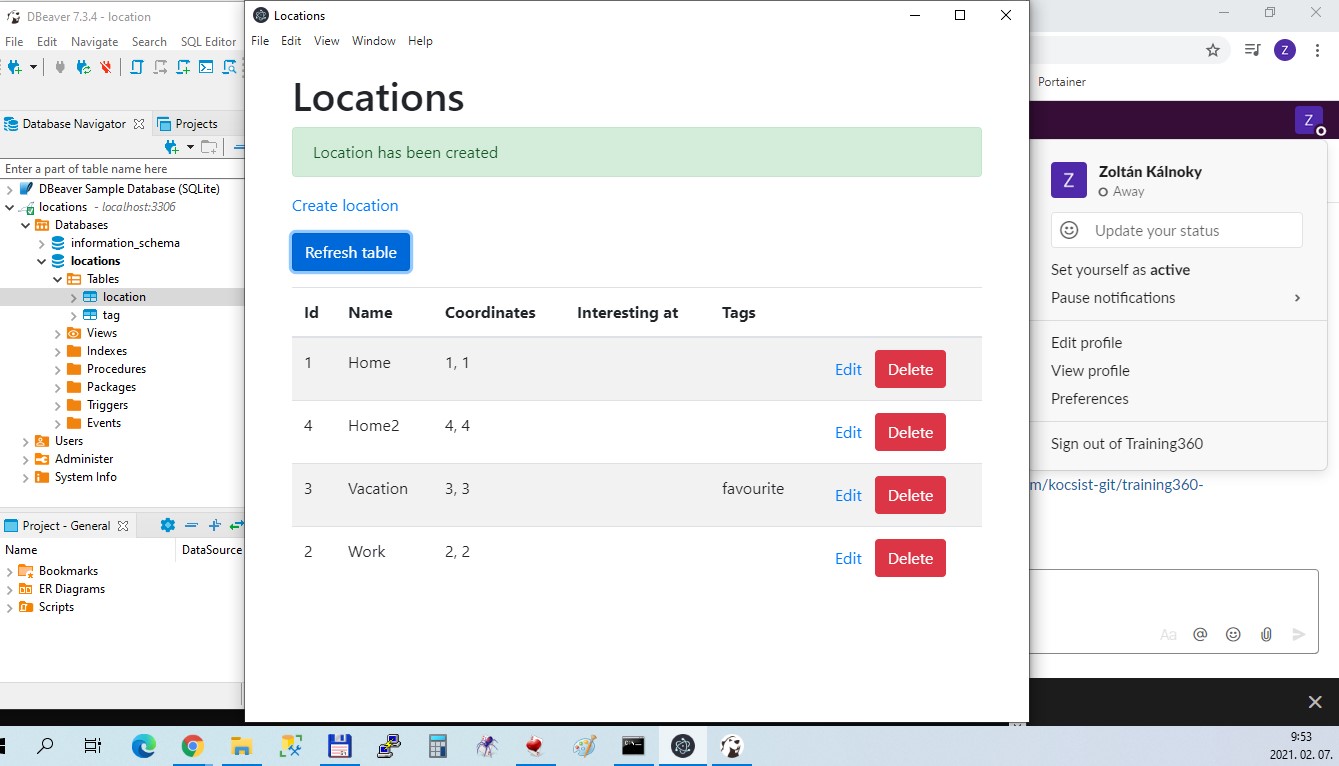 DBeaver 7.3.4 - location
File Edit Navigate Search SQL Editor
Database Navigator Projects
Enter a part of table name here
DBeaver Sample Database (SQLite)
locations - localhost:3306
Databases
information_schema
locations
Tables
location
tag
Views
Indexes
Procedures
Packages
Triggers
Events
Users
Administer
System Info
Project - General
Name DataSource
Bookmarks
ER Diagrams
Scripts
Locations
File Edit View Window Help
Locations
Location has been created
Create location
Refresh table
Id Name Coordinates Interesting at Tags
1 Home 1, 1 Edit Delete
4 Home2 4, 4 Edit Delete
3 Vacation 3, 3 favourite Edit Delete
2 Work 2, 2 Edit Delete
Z
Portainer
Z
Z Zoltán Kálnoky
Away
Update your status
Set yourself as active
Pause notifications
Edit profile
View profile
Preferences
Sign out of Training360
m/kocsist-git/training360-
Aa @
9:53
2021. 02. 07.